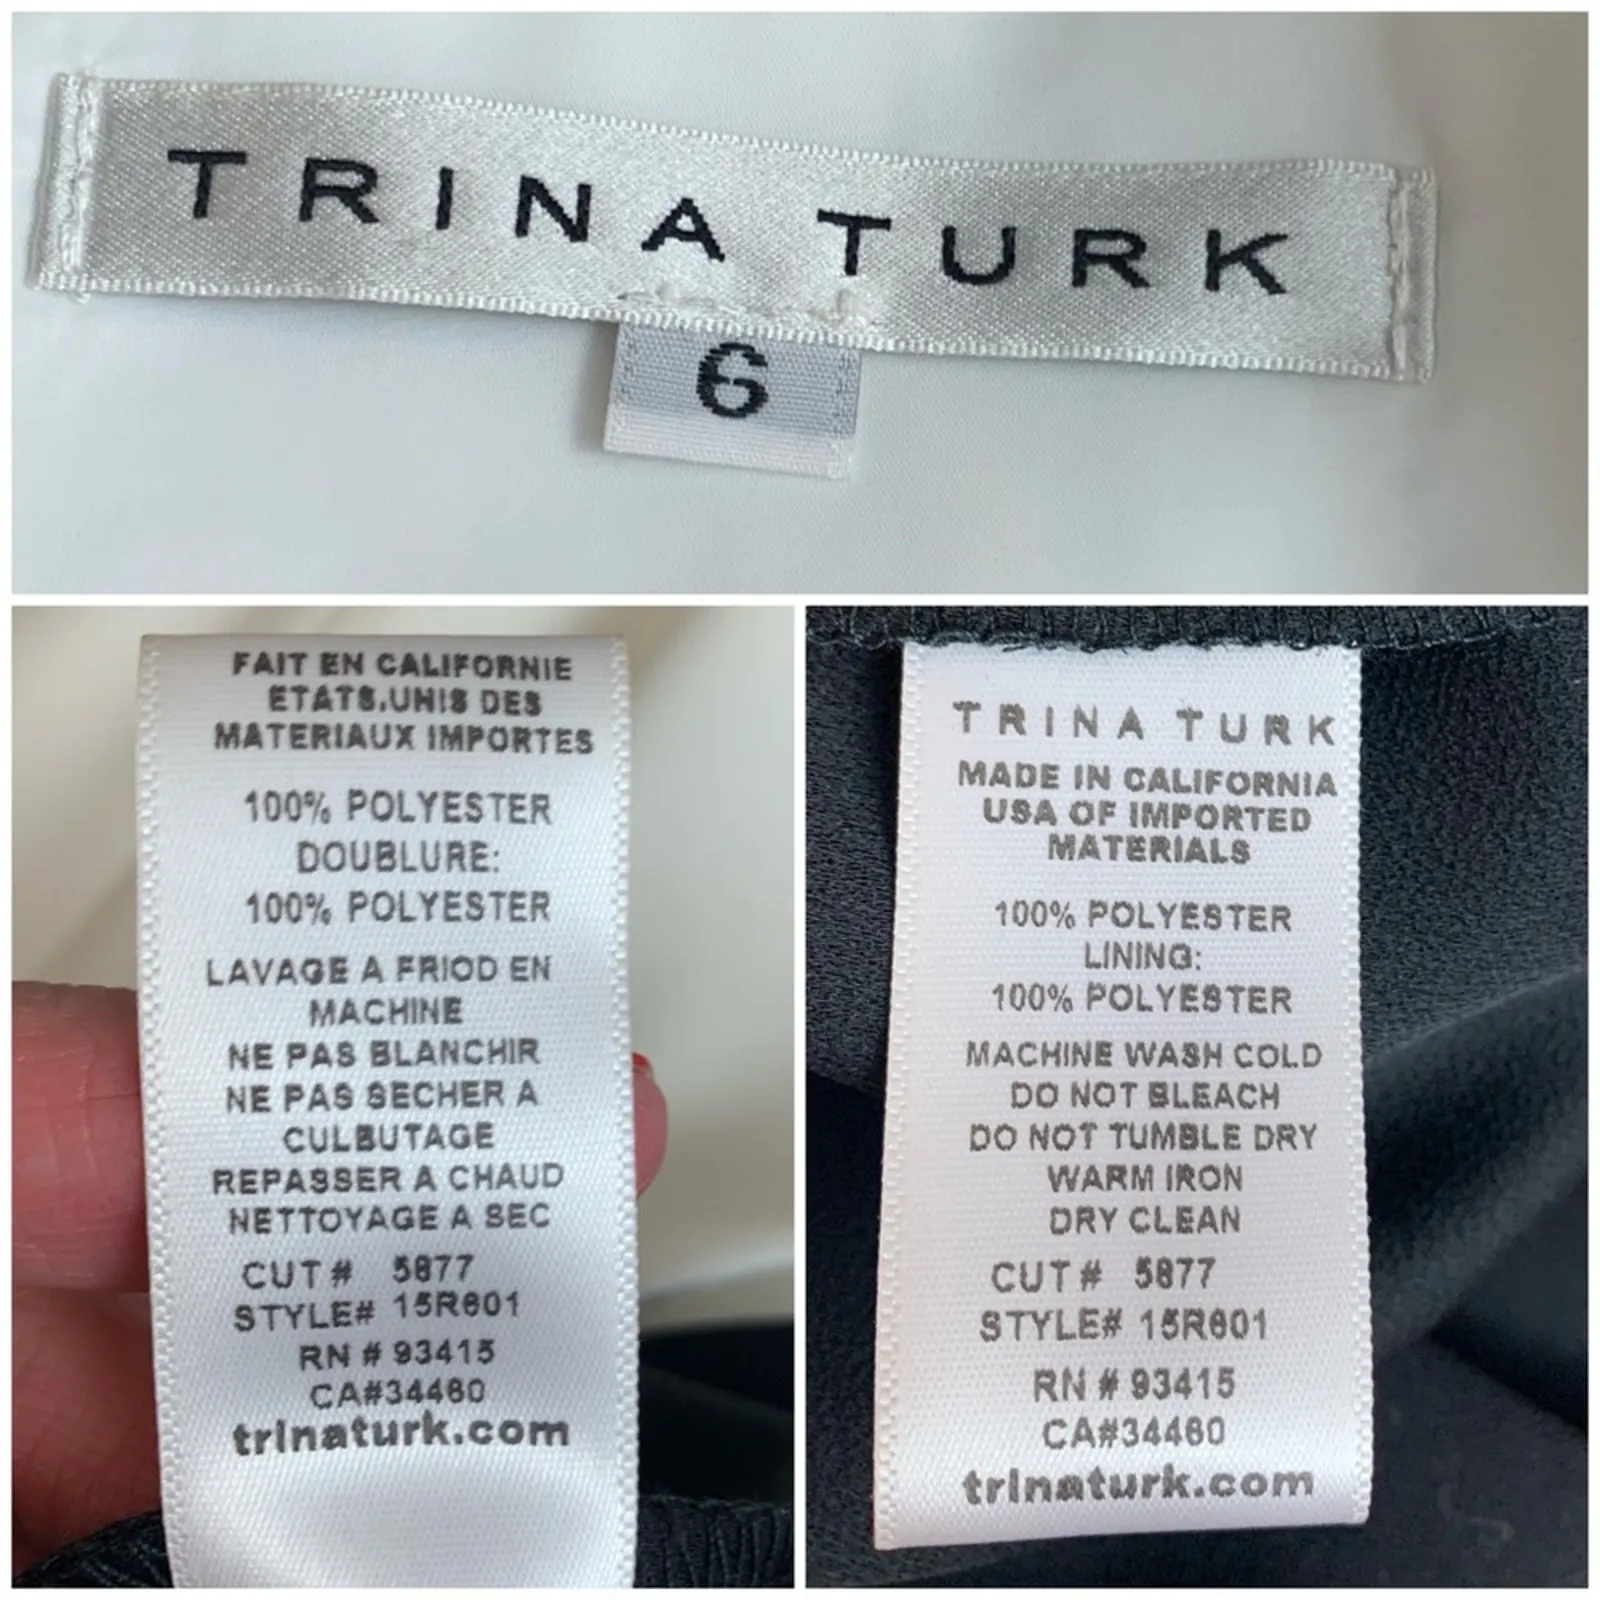 TRINA TURK
6
FAIT EN CALIFORNIE
ETATS.UNIS DES
MATERIAUX IMPORTES
100% POLYESTER
DOUBLURE:
100% POLYESTER
LAVAGE A FRIOD EN
MACHINE
NE PAS BLANCHIR
NE PAS SECHER A
CULBUTAGE
REPASSER A CHAUD
NETTOYAGE A SEC
CUT # 5877
STYLE# 15R601
RN # 93415
CA#34460
trinaturk.com
TRINA TURK
MADE IN CALIFORNIA
USA OF IMPORTED
MATERIALS
100% POLYESTER
LINING:
100% POLYESTER
MACHINE WASH COLD
DO NOT BLEACH
DO NOT TUMBLE DRY
WARM IRON
DRY CLEAN
CUT # 5877
STYLE# 15R601
RN # 93415
CA#34460
trinaturk.com